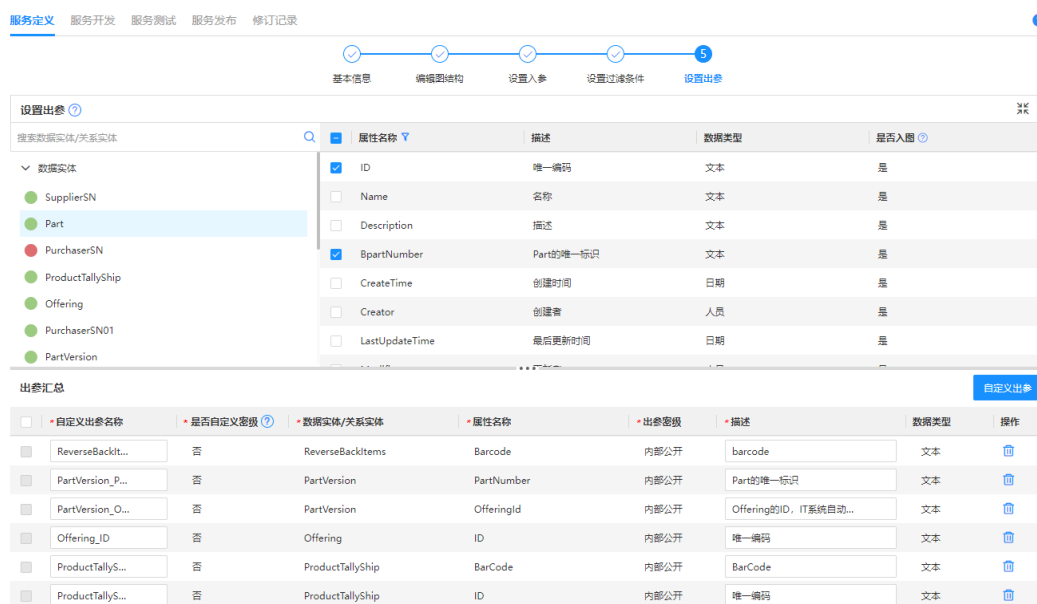 服务定义 服务开发 服务测试 服务发布 修订记录
5
基本信息 编辑图结构 设置入参 设置过滤条件 设置出参
设置出参 ?
搜索数据实体/关系实体
属性名称 描述 数据类型 是否入图 ?
数据实体
ID 唯一编码 文本 是
SupplierSN
Name 名称 文本 是
Part
Description 描述 文本 是
PurchaserSN
BpartNumber Part的唯一标识 文本 是
ProductTallyShip
CreateTime 创建时间 日期 是
Offering
Creator 创建者 人员 是
PurchaserSN01
LastUpdateTime 最后更新时间 日期 是
PartVersion
出参汇总
自定义出参
*自定义出参名称 *是否自定义密级 ? *数据实体/关系实体 *属性名称 *出参密级 *描述 数据类型 操作
ReverseBackIt... 否 ReverseBackItems Barcode 内部公开 barcode 文本
PartVersion_P... 否 PartVersion PartNumber 内部公开 Part的唯一标识 文本
PartVersion_O... 否 PartVersion OfferingId 内部公开 Offering的ID，IT系统自动... 文本
Offering_ID 否 Offering ID 内部公开 唯一编码 文本
ProductTallyS... 否 ProductTallyShip BarCode 内部公开 BarCode 文本
ProductTallyS... 否 ProductTallyShip ID 内部公开 唯一编码 文本